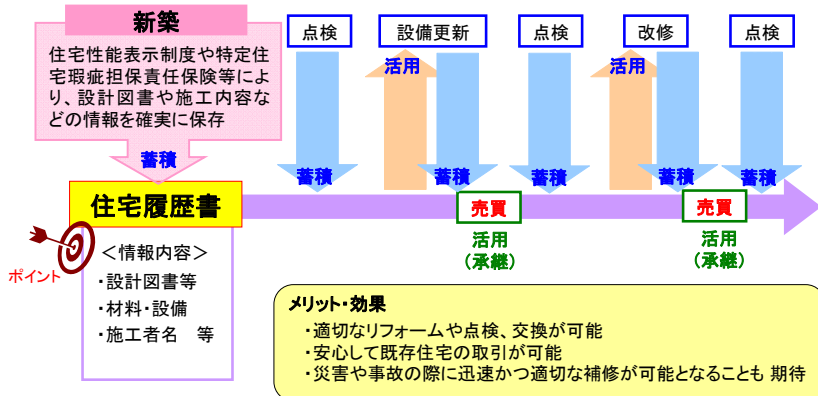 新築
住宅性能表示制度や特定住
宅瑕疵担保責任保険等によ
り、設計図書や施工内容な
どの情報を確実に保存
蓄積
点検
設備更新
点検
改修
点検
活用
活用
蓄積
蓄積
蓄積
蓄積
蓄積
住宅履歴書
売買
売買
活用
(承継)
活用
(承継)
ポイント
＜情報内容＞
・設計図書等
・材料・設備
・施工者名　等
メリット・効果
・適切なリフォームや点検、交換が可能
・安心して既存住宅の取引が可能
・災害や事故の際に迅速かつ適切な補修が可能となることも 期待